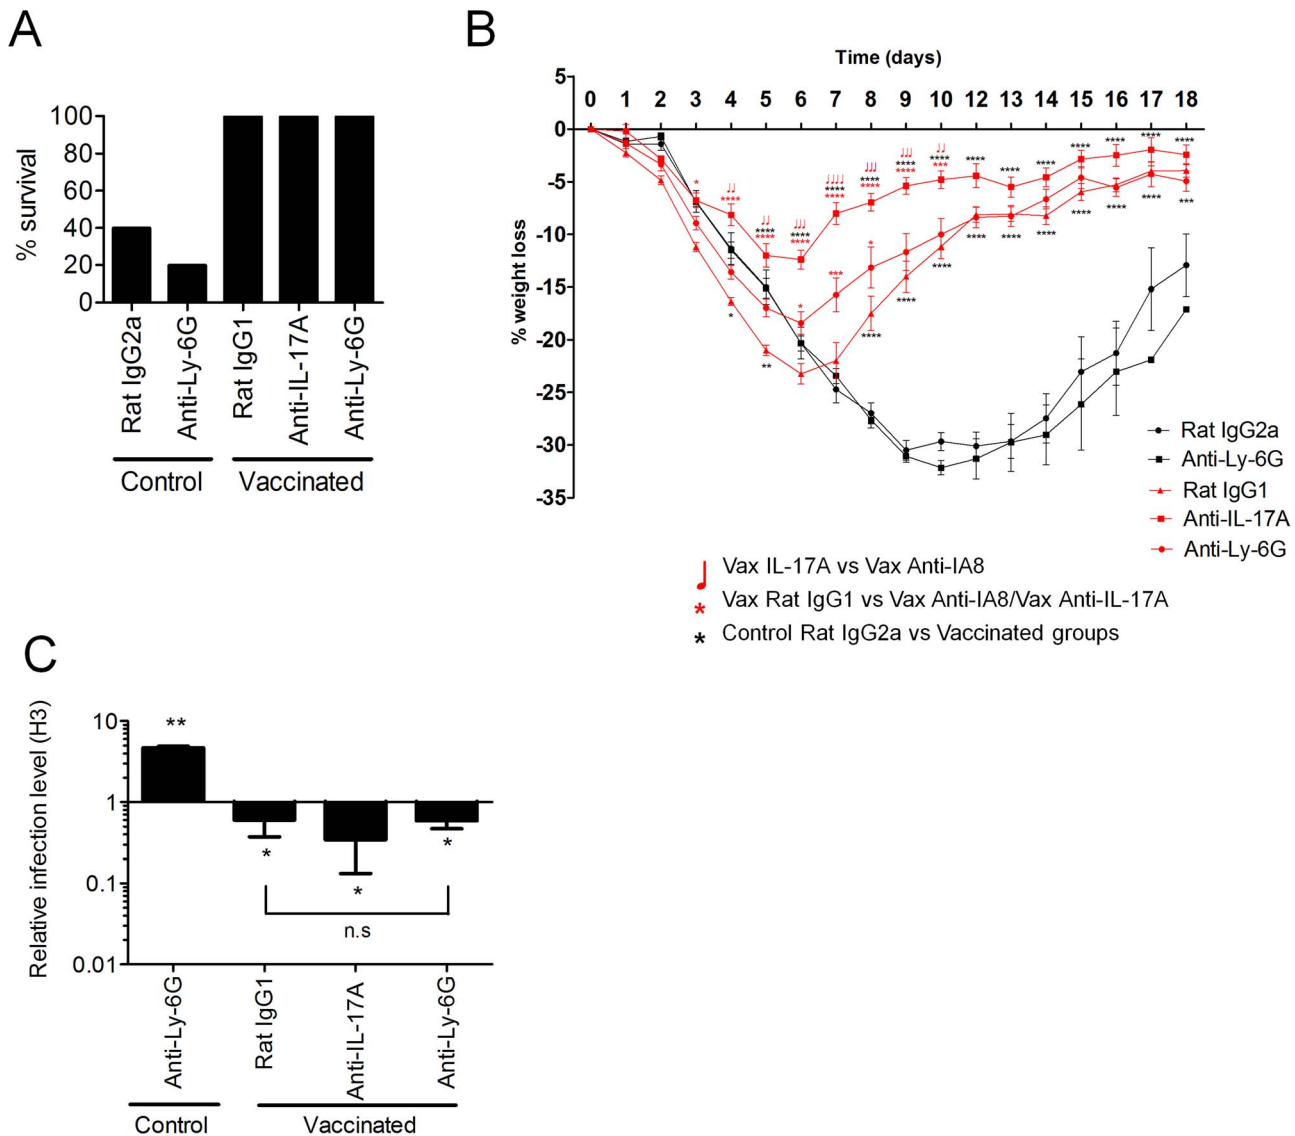 A
% survival
100
80
60
40
20
0
Rat IgG2a
Anti-Ly-6G
Rat IgG1
Anti-IL-17A
Anti-Ly-6G
Control
Vaccinated
B
Time (days)
% weight loss
5
0
-5
-10
-15
-20
-25
-30
-35
0 1 2 3 4 5 6 7 8 9 10 12 13 14 15 16 17 18
Rat IgG2a
Anti-Ly-6G
Rat IgG1
Anti-IL-17A
Anti-Ly-6G
Vax IL-17A vs Vax Anti-IA8
* Vax Rat IgG1 vs Vax Anti-IA8/Vax Anti-IL-17A
* Control Rat IgG2a vs Vaccinated groups
C
Relative infection level (H3)
10
1
0.1
0.01
**
*
*
*
n.s
Anti-Ly-6G
Rat IgG1
Anti-IL-17A
Anti-Ly-6G
Control
Vaccinated